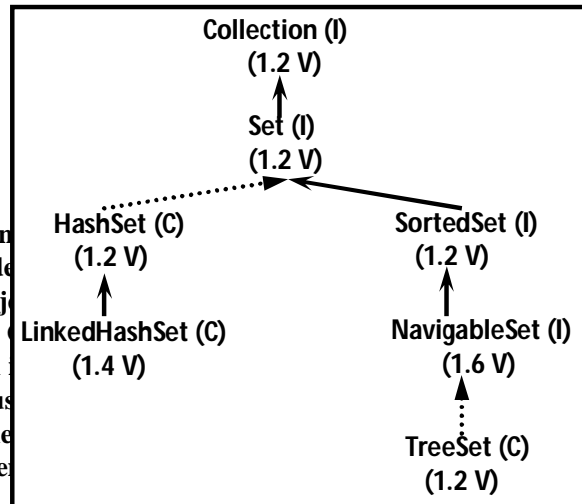 Collection (I)
(1.2 V)
Set (I)
(1.2 V)
HashSet (C)
(1.2 V)
SortedSet (I)
(1.2 V)
LinkedHashSet (C)
(1.4 V)
NavigableSet (I)
(1.6 V)
TreeSet (C)
(1.2 V)